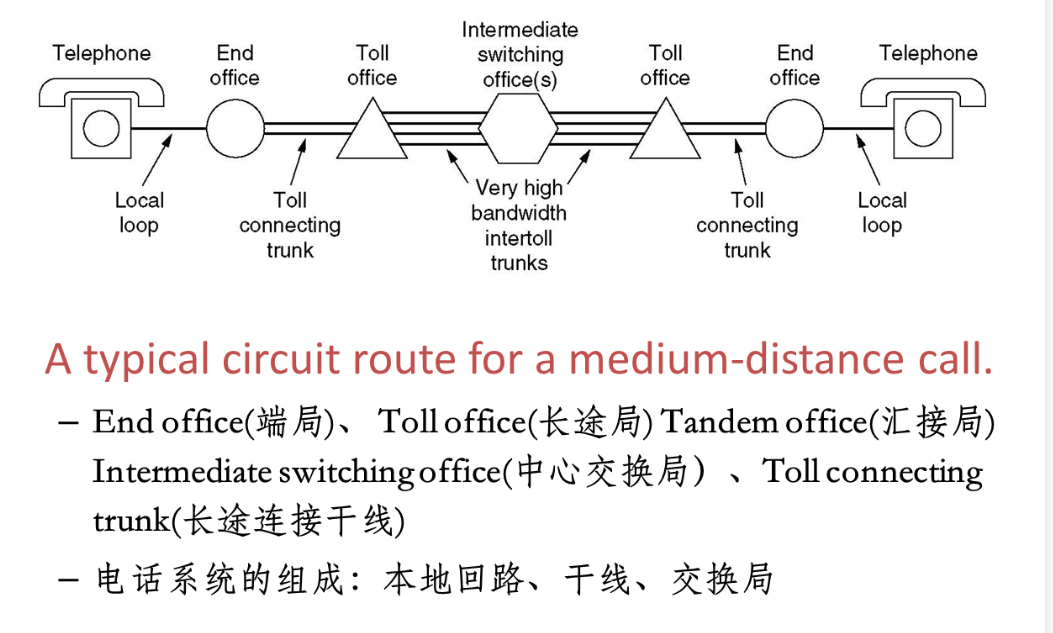 Telephone
End
office
Toll
office
Intermediate
switching
office(s)
Toll
office
End
office
Telephone
Local
loop
Toll
connecting
trunk
Very high
bandwidth
intertoll
trunks
Toll
connecting
trunk
Local
loop
A typical circuit route for a medium-distance call.
– End office(端局)、 Toll office(长途局) Tandem office(汇接局)
Intermediate switching office(中心交换局）、Toll connecting
trunk(长途连接干线)
– 电话系统的组成：本地回路、干线、交换局